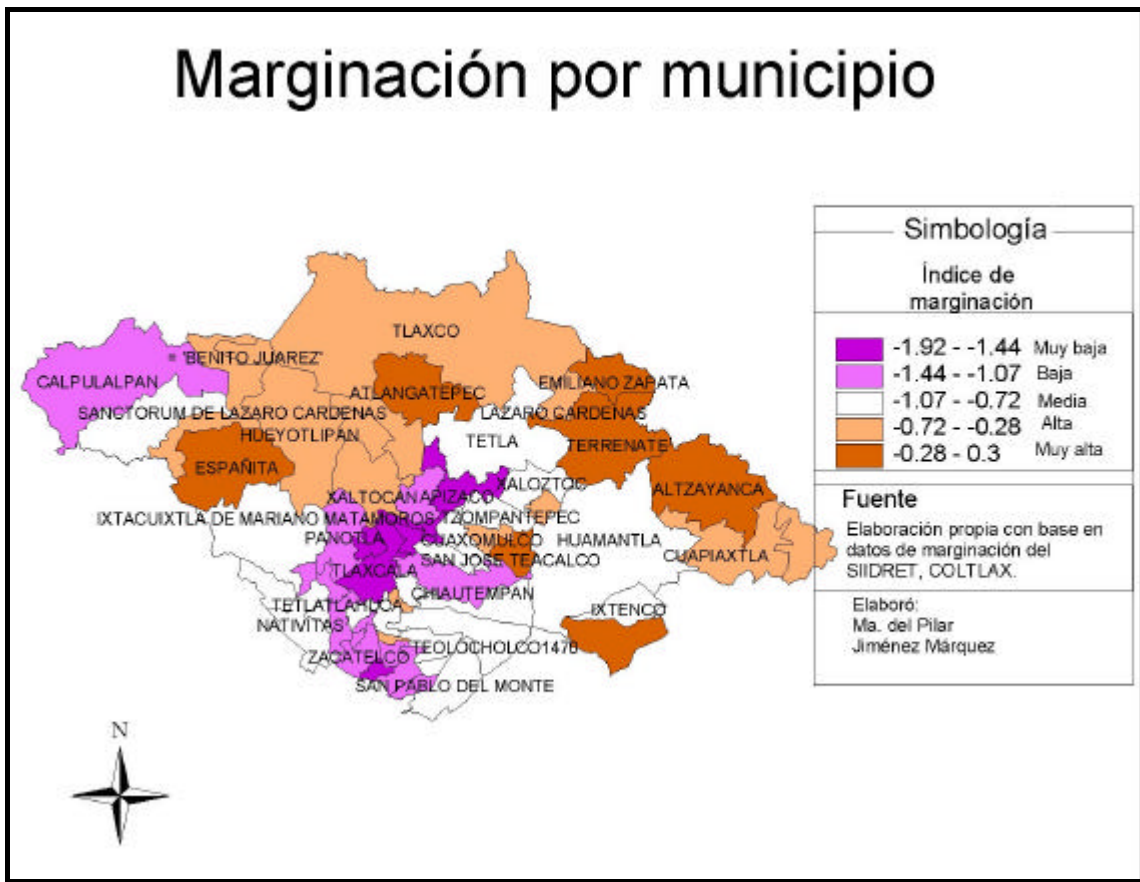 Marginación por municipio
TLAXCO
"BENITO JUAREZ"
CALPULALPAN
EMILIANO ZAPATA
ATLANGATEPEC
SANCTORUM DE LAZARO CARDENAS
LAZARO CARDENAS
HUEYOTLIPAN
TETLA
TERRENATE
ESPAÑITA
XALOZTOC
ALTZAYANCA
XALTOCAN
APIZACO
IXTACUIXTLA DE MARIANO MATAMOROS
TZOMPANTEPEC
PANOTLA
CUAXOMULCO
HUAMANTLA
SAN JOSE TEACALCO
CUAPIAXTLA
TLAXCALA
CHIAUTEMPAN
TETLATLAHUCA
IXTENCO
NATIVITAS
TEOLOCHOLCO1470
ZACATELCO
SAN PABLO DEL MONTE
N
Simbología
Índice de
marginación
-1.92 - -1.44 Muy baja
-1.44 - -1.07 Baja
-1.07 - -0.72 Media
-0.72 - -0.28 Alta
-0.28 - 0.3 Muy alta
Fuente
Elaboración propia con base en
datos de marginación del
SIIDRET, COLTLAX.
Elaboró:
Ma. del Pilar
Jiménez Márquez